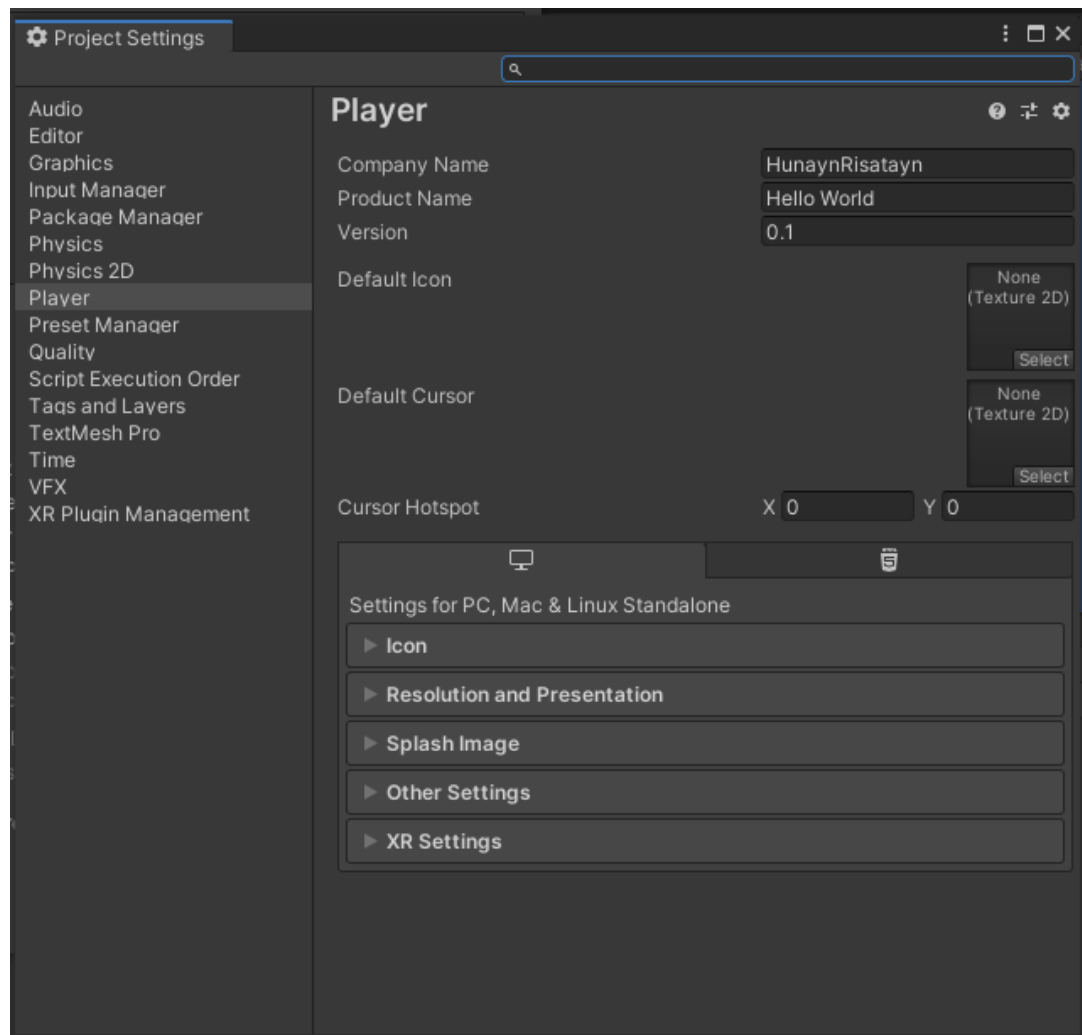 Project Settings
Audio
Editor
Graphics
Input Manager
Package Manager
Physics
Physics 2D
Player
Preset Manager
Quality
Script Execution Order
Tags and Layers
TextMesh Pro
Time
VFX
XR Plugin Management
Player
Company Name HunaynRisatayn
Product Name Hello World
Version 0.1
Default Icon
None
(Texture 2D)
Select
Default Cursor
None
(Texture 2D)
Select
Cursor Hotspot X 0 Y 0
Settings for PC, Mac & Linux Standalone
Icon
Resolution and Presentation
Splash Image
Other Settings
XR Settings